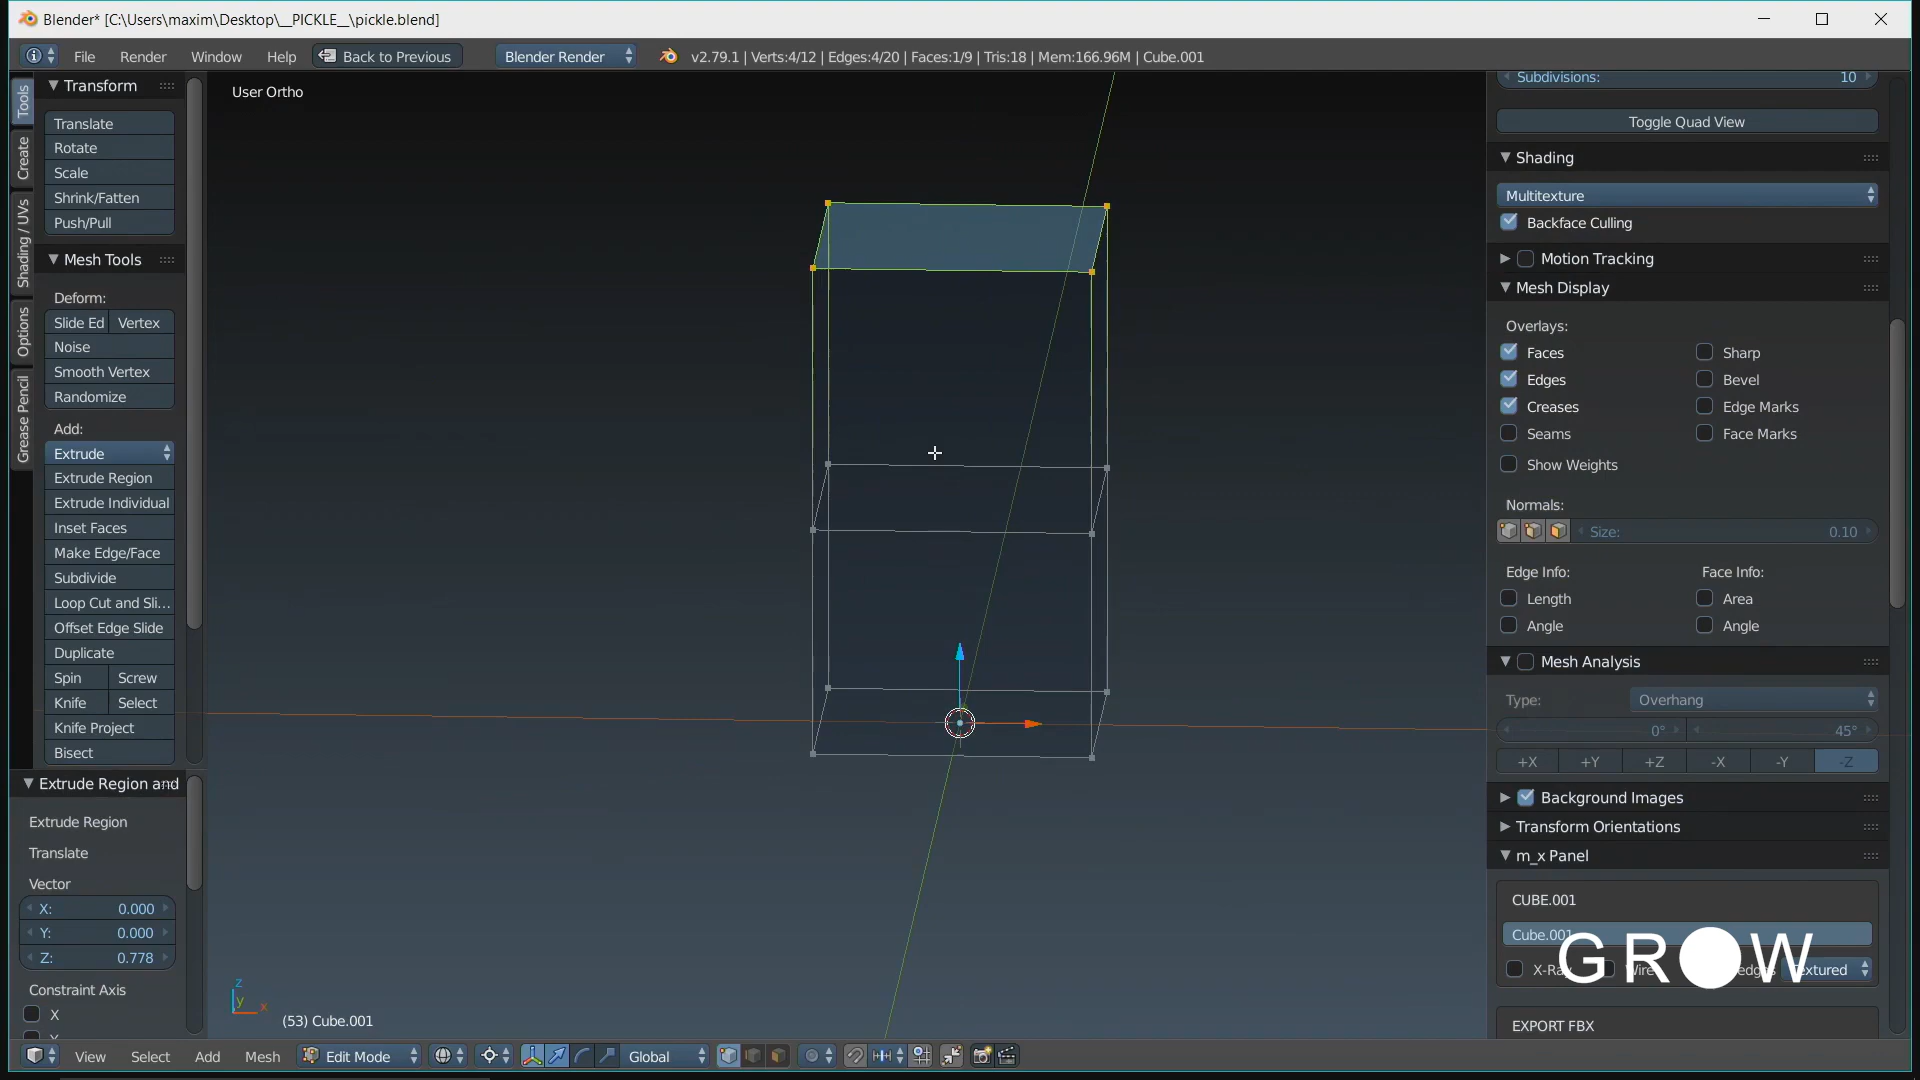 Blender* [C:\Users\maxim\Desktop\__PICKLE__\pickle.blend]
File Render Window Help Back to Previous Blender Render v2.79.1 | Verts:4/12 | Edges:4/20 | Faces:1/9 | Tris:18 | Mem:166.96M | Cube.001
Tools
Create
Shading / UVs
Options
Grease Pencil
Transform
Translate
Rotate
Scale
Shrink/Fatten
Push/Pull
Mesh Tools
Deform:
Slide Ed Vertex
Noise
Smooth Vertex
Randomize
Add:
Extrude
Extrude Region
Extrude Individual
Inset Faces
Make Edge/Face
Subdivide
Loop Cut and Sli...
Offset Edge Slide
Duplicate
Spin Screw
Knife Select
Knife Project
Bisect
Extrude Region and
Extrude Region
Translate
Vector
X: 0.000
Y: 0.000
Z: 0.778
Constraint Axis
X
User Ortho
z
y
x
(53) Cube.001
Subdivisions: 10
Toggle Quad View
Shading
Multitexture
Backface Culling
Motion Tracking
Mesh Display
Overlays:
Faces Sharp
Edges Bevel
Creases Edge Marks
Seams Face Marks
Show Weights
Normals:
Size: 0.10
Edge Info: Face Info:
Length Area
Angle Angle
Mesh Analysis
Type: Overhang
0° 45°
+X +Y +Z -X -Y -Z
Background Images
Transform Orientations
m_x Panel
CUBE.001
Cube.001
GROW
X-Ray Wire edges Textured
EXPORT FBX
View Select Add Mesh Edit Mode Global